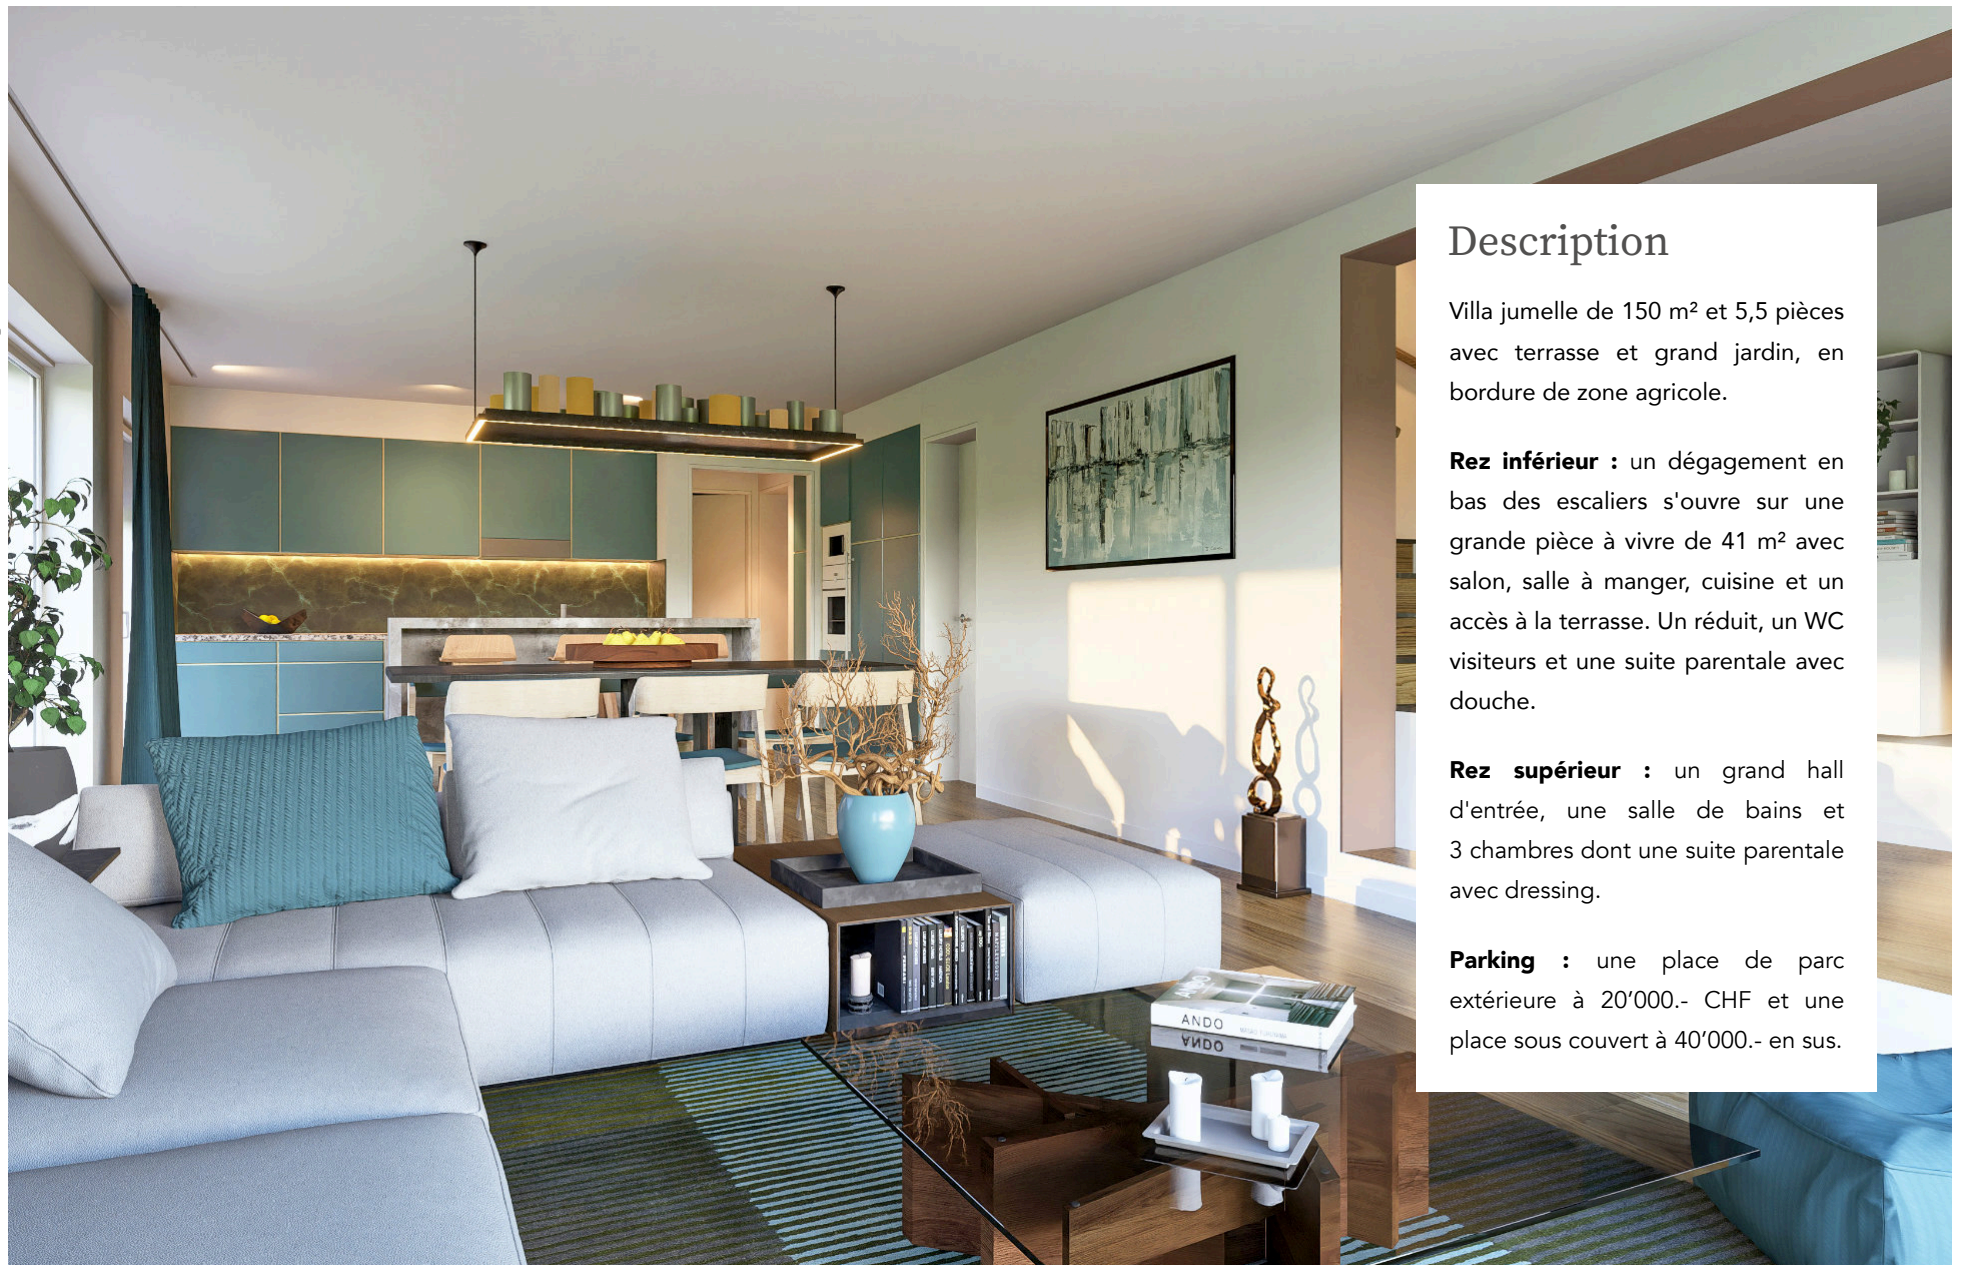 Description
Villa jumelle de 150 m² et 5,5 pièces
avec terrasse et grand jardin, en
bordure de zone agricole.
Rez inférieur : un dégagement en
bas des escaliers s'ouvre sur une
grande pièce à vivre de 41 m² avec
salon, salle à manger, cuisine et un
accès à la terrasse. Un réduit, un WC
visiteurs et une suite parentale avec
douche.
Rez supérieur : un grand hall
d'entrée, une salle de bains et
3 chambres dont une suite parentale
avec dressing.
Parking : une place de parc
extérieure à 20’000.- CHF et une
place sous couvert à 40’000.- en sus.
ANDO
ANDO